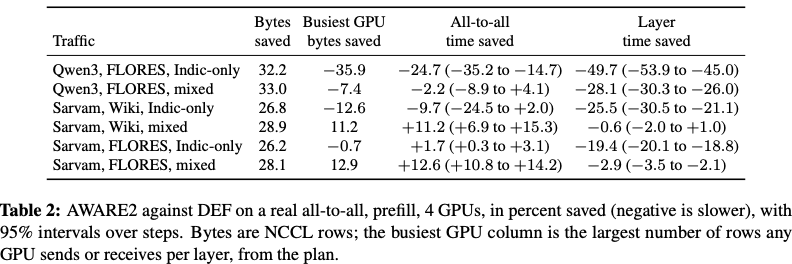 Bytes Busiest GPU All-to-all Layer
Traffic saved bytes saved time saved time saved
Qwen3, FLORES, Indic-only 32.2 −35.9 −24.7 (−35.2 to −14.7) −49.7 (−53.9 to −45.0)
Qwen3, FLORES, mixed 33.0 −7.4 −2.2 (−8.9 to +4.1) −28.1 (−30.3 to −26.0)
Sarvam, Wiki, Indic-only 26.8 −12.6 −9.7 (−24.5 to +2.0) −25.5 (−30.5 to −21.1)
Sarvam, Wiki, mixed 28.9 11.2 +11.2 (+6.9 to +15.3) −0.6 (−2.0 to +1.0)
Sarvam, FLORES, Indic-only 26.2 −0.7 +1.7 (+0.3 to +3.1) −19.4 (−20.1 to −18.8)
Sarvam, FLORES, mixed 28.1 12.9 +12.6 (+10.8 to +14.2) −2.9 (−3.5 to −2.1)
Table 2: AWARE2 against DEF on a real all-to-all, prefill, 4 GPUs, in percent saved (negative is slower), with
95% intervals over steps. Bytes are NCCL rows; the busiest GPU column is the largest number of rows any
GPU sends or receives per layer, from the plan.